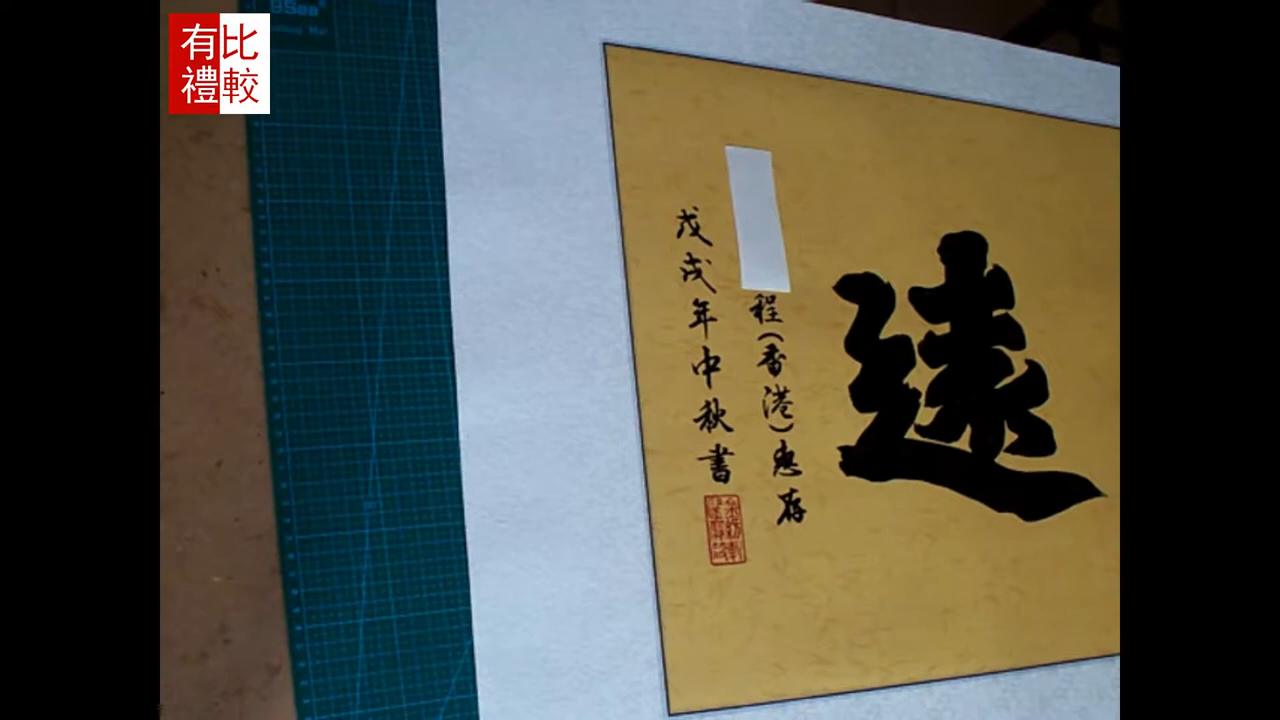 比較
有禮
遠
程(香港)惠存
戊戌年中秋書